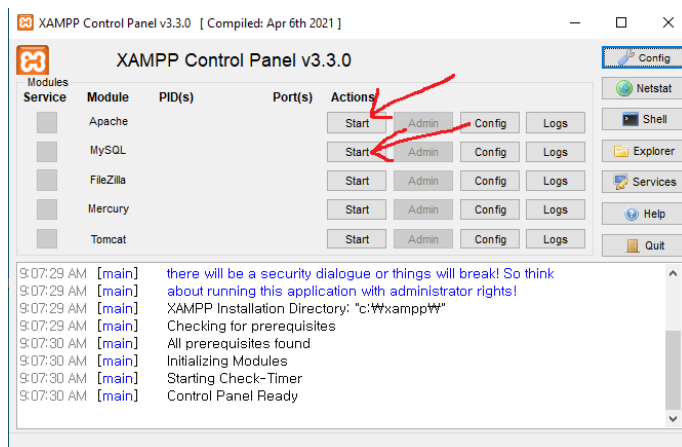 XAMPP Control Panel v3.3.0 [ Compiled: Apr 6th 2021 ]
XAMPP Control Panel v3.3.0
Config
Modules
Service Module PID(s) Port(s) Actions
Netstat
Apache Start Admin Config Logs
Shell
MySQL Start Admin Config Logs
Explorer
FileZilla Start Admin Config Logs
Services
Mercury Start Admin Config Logs
Help
Tomcat Start Admin Config Logs
Quit
9:07:29 AM [main] there will be a security dialogue or things will break! So think
9:07:29 AM [main] about running this application with administrator rights!
9:07:29 AM [main] XAMPP Installation Directory: "c:₩xampp₩"
9:07:29 AM [main] Checking for prerequisites
9:07:30 AM [main] All prerequisites found
9:07:30 AM [main] Initializing Modules
9:07:30 AM [main] Starting Check-Timer
9:07:30 AM [main] Control Panel Ready